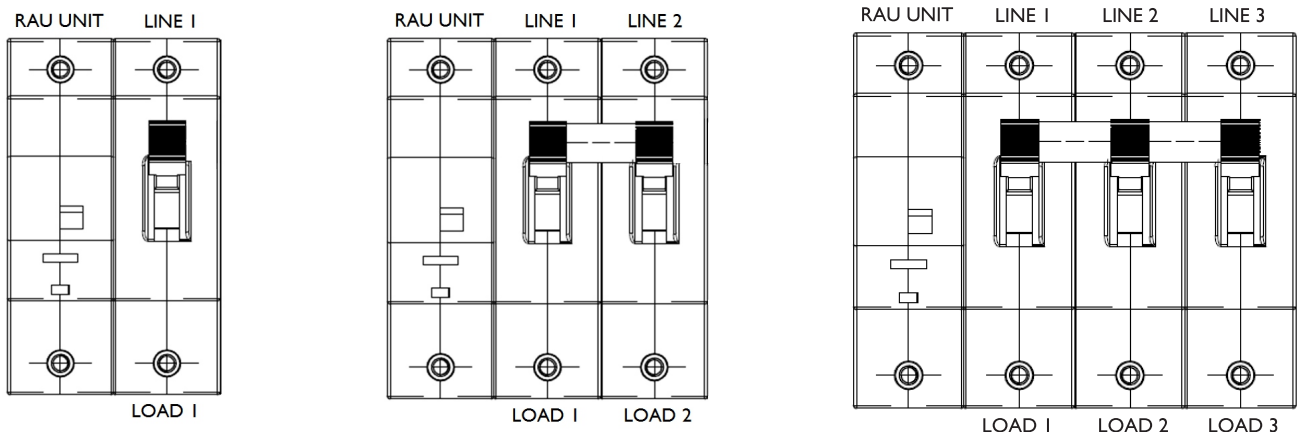 RAU UNIT LINE 1
LOAD 1
RAU UNIT LINE 1 LINE 2
LOAD 1 LOAD 2
RAU UNIT LINE 1 LINE 2 LINE 3
LOAD 1 LOAD 2 LOAD 3